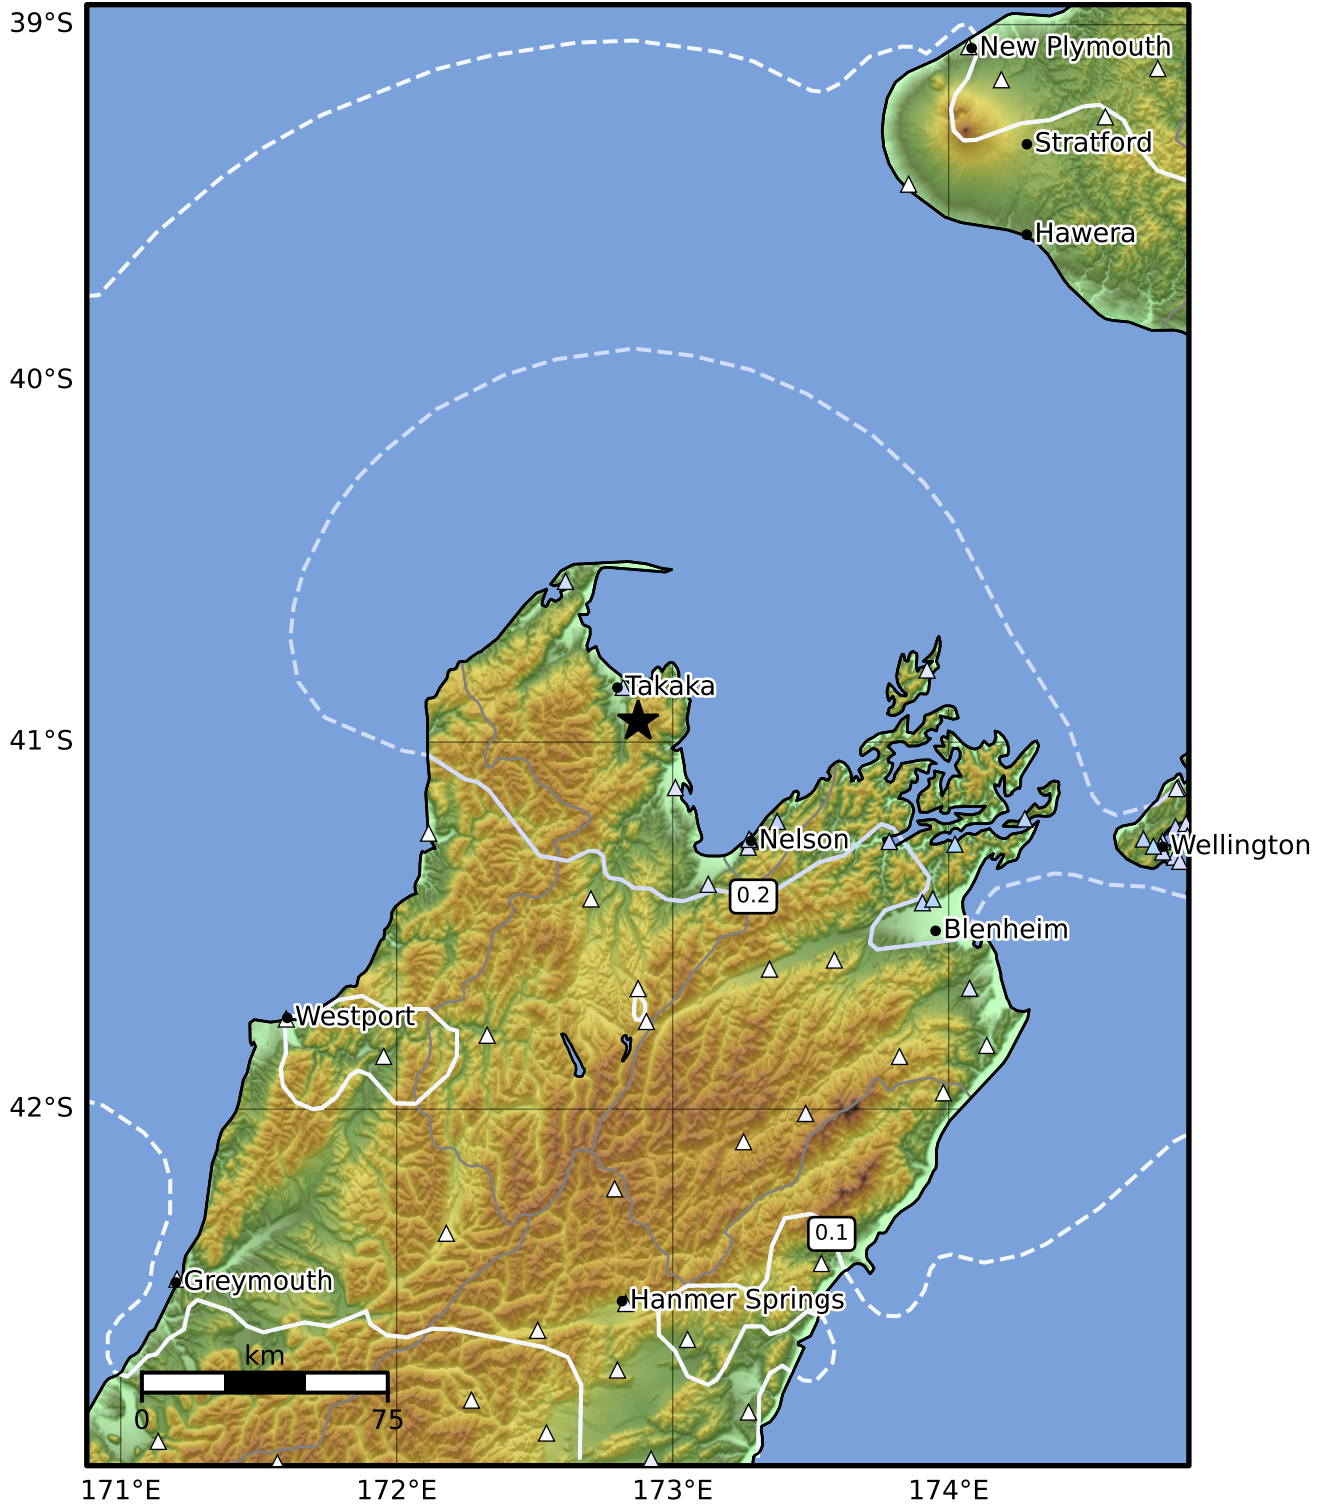 39°S
New Plymouth
Stratford
Hawera
40°S
Takaka
41°S
Nelson
Wellington
0.2
Blenheim
Westport
42°S
0.1
Greymouth
Hanmer Springs
km
0 75
171°E 172°E 173°E 174°E